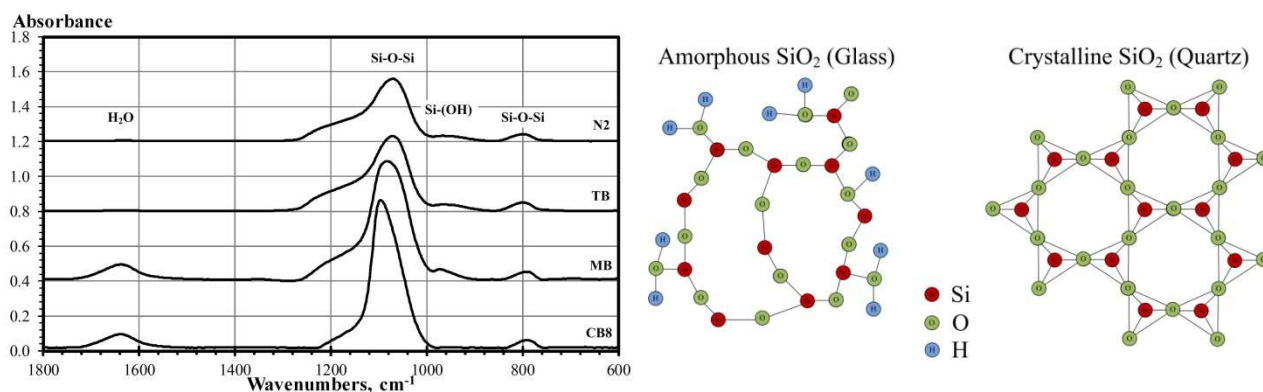 Absorbance
1.8
1.6
1.4
1.2
1.0
0.8
0.6
0.4
0.2
0.0
1800 1600 1400 1200 1000 800 600
Wavenumbers, cm-1
H₂O
Si-O-Si
Si-(OH)
Si-O-Si
N2
TB
MB
CB8
Amorphous SiO₂ (Glass)
Crystalline SiO₂ (Quartz)
Si
O
H